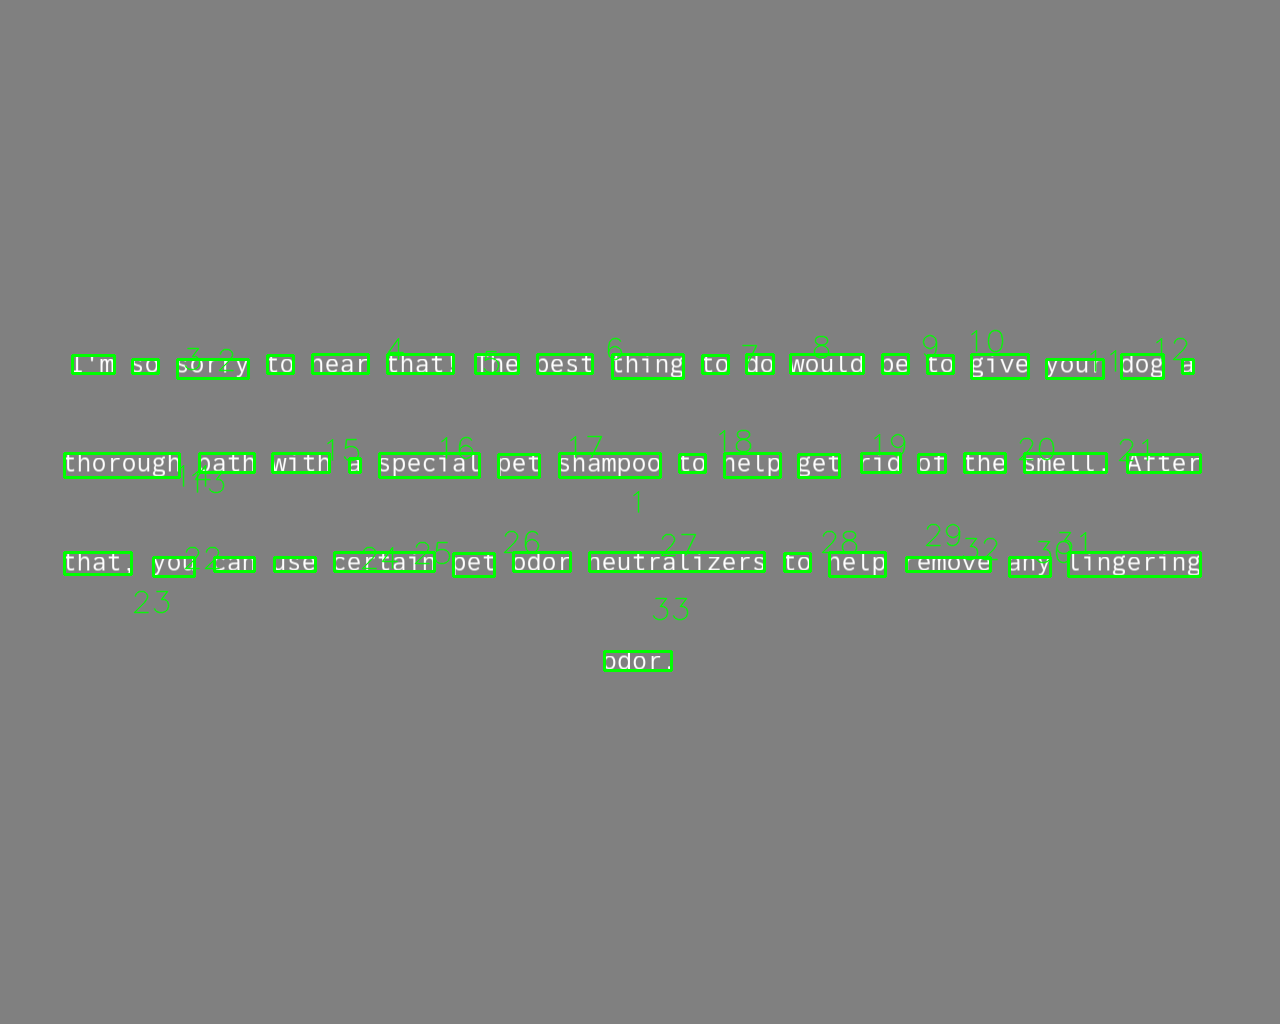 I'm so sorry to hear that! The best thing to do would be to give your dog a
thorough bath with a special pet shampoo to help get rid of the smell. After
that, you can use certain pet odor neutralizers to help remove any lingering
odor.